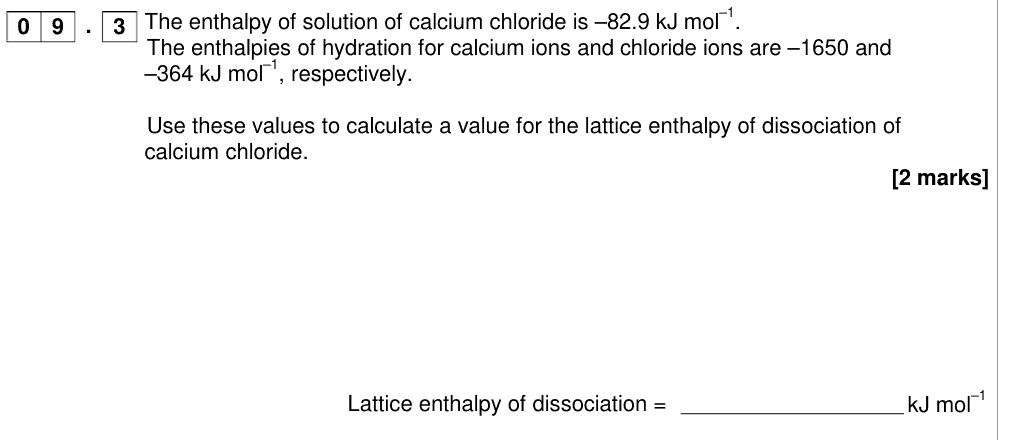 09.3 The enthalpy of solution of calcium chloride is –82.9 kJ mol⁻¹.
The enthalpies of hydration for calcium ions and chloride ions are –1650 and
–364 kJ mol⁻¹, respectively.
Use these values to calculate a value for the lattice enthalpy of dissociation of
calcium chloride.
[2 marks]
Lattice enthalpy of dissociation = ____________________ kJ mol⁻¹